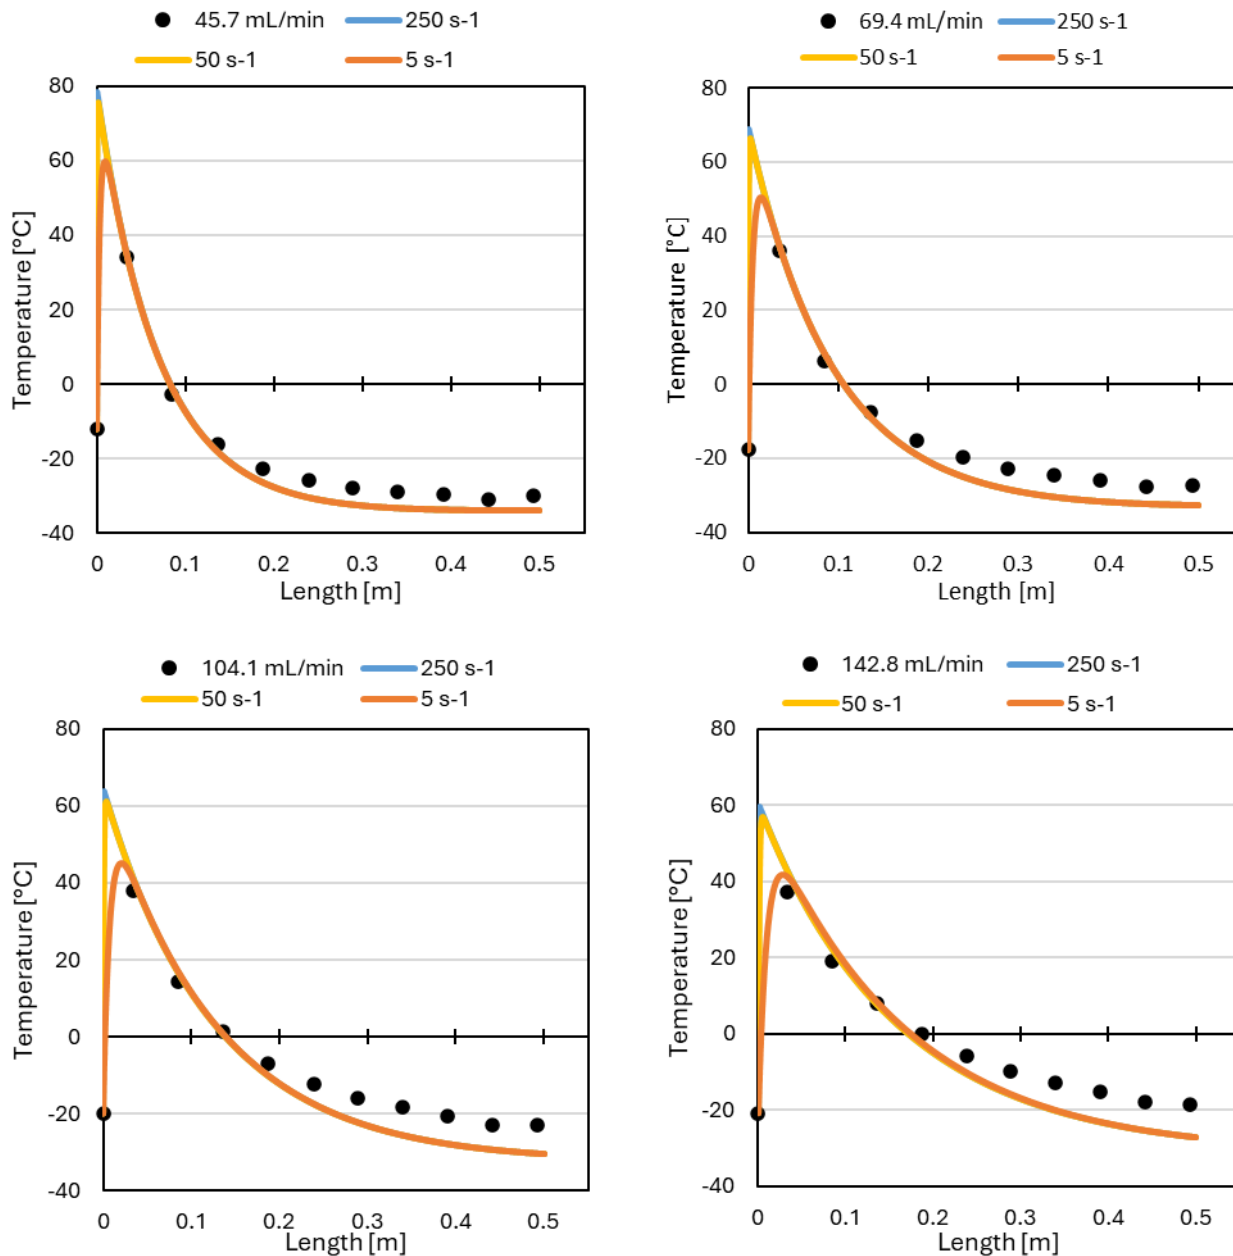 45.7 mL/min 250 s-1
50 s-1 5 s-1
80
60
40
20
0
-20
-40
Temperature [°C]
0 0.1 0.2 0.3 0.4 0.5
Length [m]
69.4 mL/min 250 s-1
50 s-1 5 s-1
80
60
40
20
0
-20
-40
Temperature [°C]
0 0.1 0.2 0.3 0.4 0.5
Length [m]
104.1 mL/min 250 s-1
50 s-1 5 s-1
80
60
40
20
0
-20
-40
Temperature [°C]
0 0.1 0.2 0.3 0.4 0.5
Length [m]
142.8 mL/min 250 s-1
50 s-1 5 s-1
80
60
40
20
0
-20
-40
Temperature [°C]
0 0.1 0.2 0.3 0.4 0.5
Length [m]